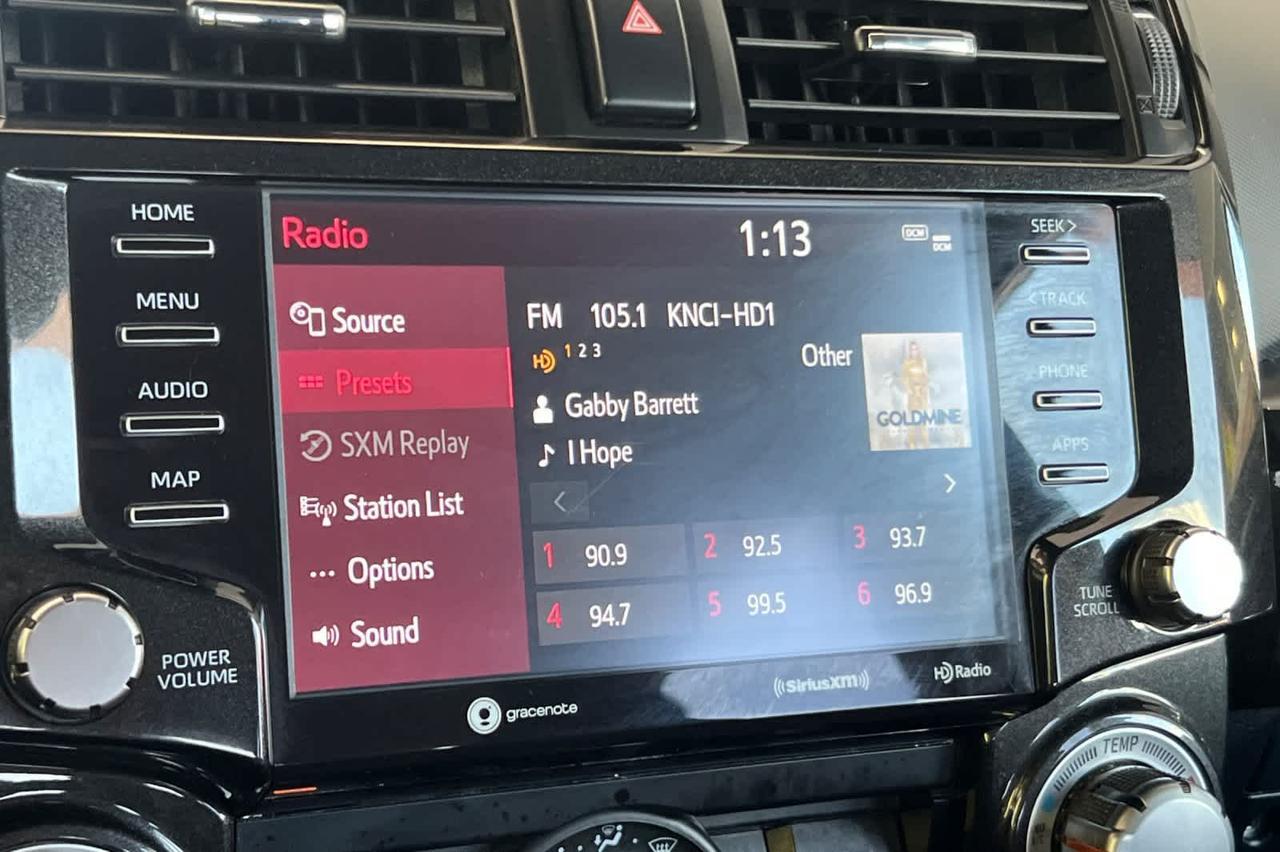 HOME
MENU
AUDIO
MAP
POWER
VOLUME
Radio
1:13
DCM
DCM
Source
Presets
SXM Replay
Station List
Options
Sound
FM 105.1 KNCI-HD1
HD 1 2 3
Other
GOLDMINE
Gabby Barrett
I Hope
<
>
1 90.9
2 92.5
3 93.7
4 94.7
5 99.5
6 96.9
gracenote
((SiriusXM))
HD Radio
SEEK >
< TRACK
PHONE
APPS
TUNE
SCROLL
TEMP